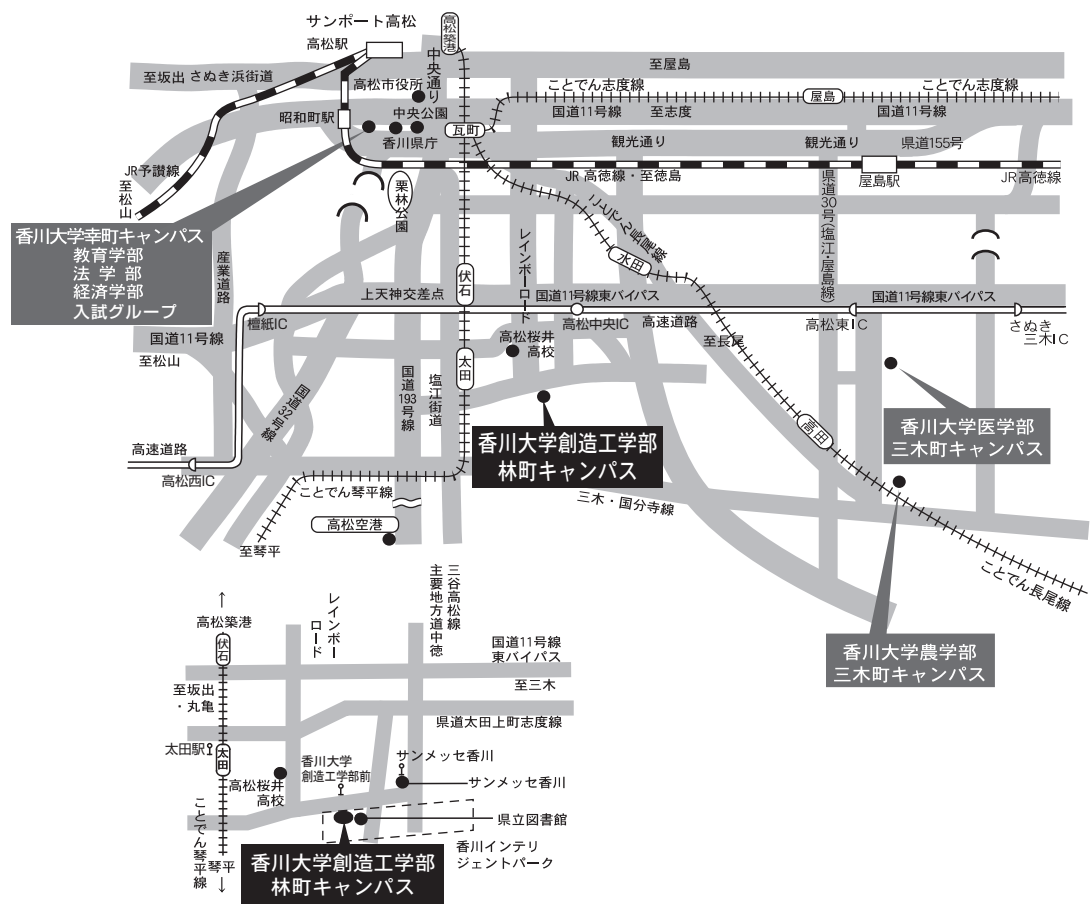 サンポート高松
高松駅
高松築港
中央通り
至坂出 さぬき浜街道
高松市役所
至屋島
ことでん志度線
ことでん志度線
屋島
国道11号線
至志度
国道11号線
昭和町駅
中央公園
香川県庁
瓦町
観光通り
観光通り
県道155号
JR予讃線
至松山
JR高徳線・至徳島
屋島駅
JR高徳線
栗林公園
香川大学幸町キャンパス
教育学部
法学部
経済学部
入試グループ
産業道路
ことでん長尾線
水田
県道30号(塩江・屋島線)
レインボーロード
伏石
上天神交差点
国道11号線東バイパス
国道11号線東バイパス
檀紙IC
高松中央IC
高速道路
高松東IC
さぬき
三木IC
国道11号線
至松山
高松桜井
高校
至長尾
太田
国道32号線
国道193号線
塩江街道
高田
香川大学医学部
三木町キャンパス
香川大学創造工学部
林町キャンパス
高速道路
高松西IC
ことでん琴平線
三木・国分寺線
高松空港
至琴平
ことでん長尾線
香川大学農学部
三木町キャンパス
↑
高松築港
伏石
レインボー
ロード
三谷高松線
主要地方道中徳
国道11号線
東バイパス
至三木
至坂出
・丸亀
県道太田上町志度線
太田駅
太田
香川大学
創造工学部前
サンメッセ香川
サンメッセ香川
高松桜井
高校
県立図書館
香川インテリ
ジェントパーク
ことでん琴平線
琴平
↓
香川大学創造工学部
林町キャンパス